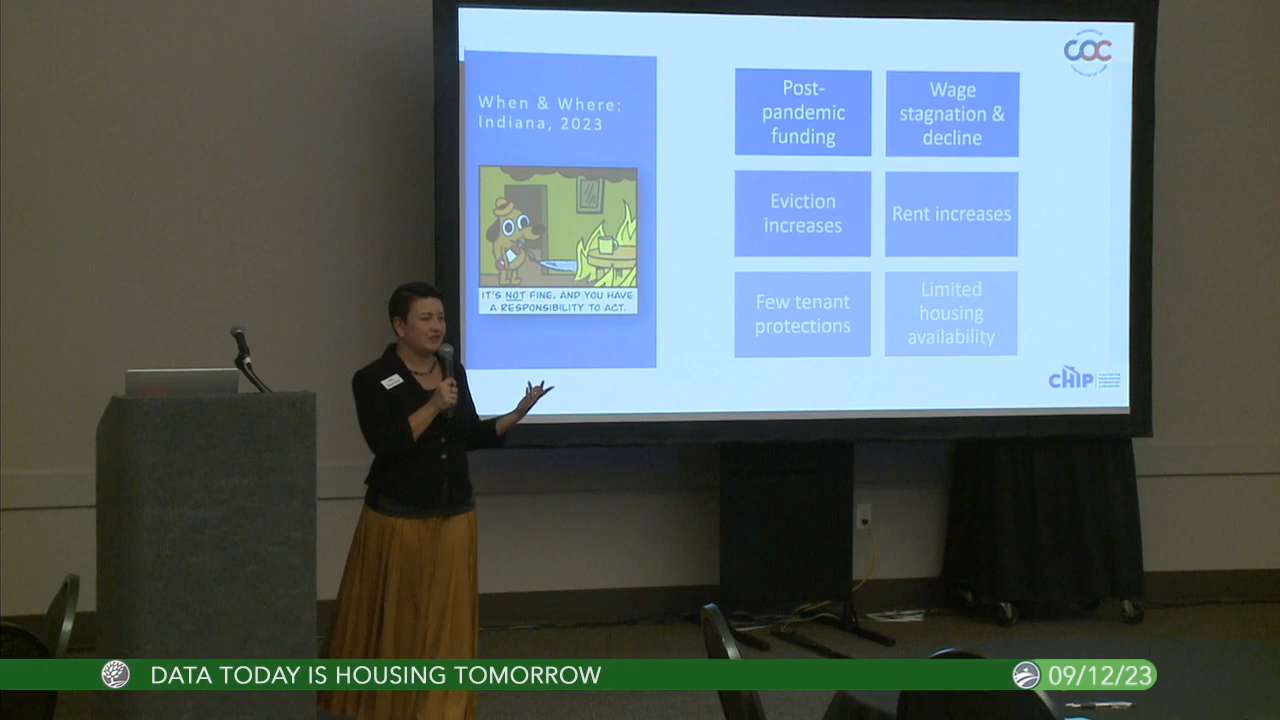 When & Where:
Indiana, 2023
IT'S NOT FINE, AND YOU HAVE
A RESPONSIBILITY TO ACT.
Post-
pandemic
funding
Wage
stagnation &
decline
Eviction
increases
Rent increases
Few tenant
protections
Limited
housing
availability
COC
CHIP
DATA TODAY IS HOUSING TOMORROW
09/12/23